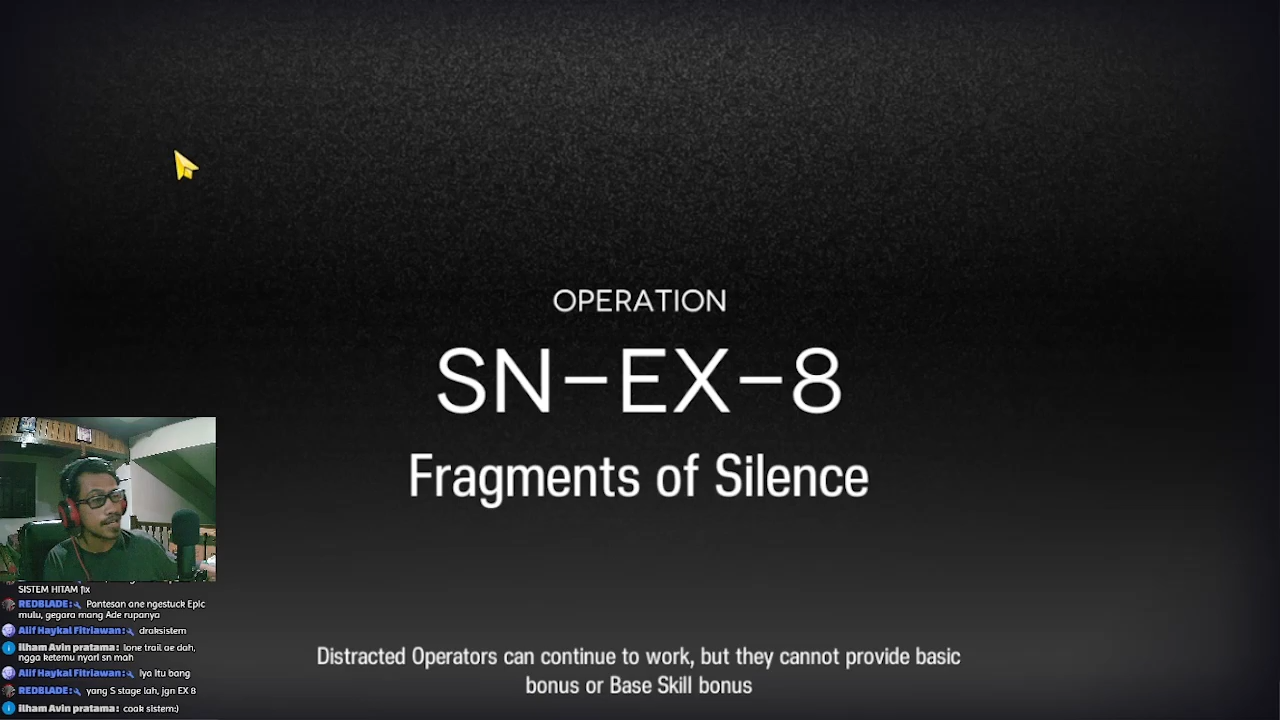 OPERATION
SN-EX-8
Fragments of Silence
Distracted Operators can continue to work, but they cannot provide basic
bonus or Base Skill bonus
SISTEM HITAM fix
REDBLADE: Pantesan ane ngestuck Epic
mulu, gegara mang Ade rupanya
Alif Haykal Fitriawan: draksistem
Ilham Avin pratama: lone trail ae dah,
ngga ketemu nyari sn mah
Alif Haykal Fitriawan: Iya itu bang
REDBLADE: yang S stage lah, jgn EX 8
Ilham Avin pratama: coak sistem:)